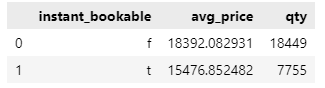 instant_bookable avg_price qty
0 f 18392.082931 18449
1 t 15476.852482 7755